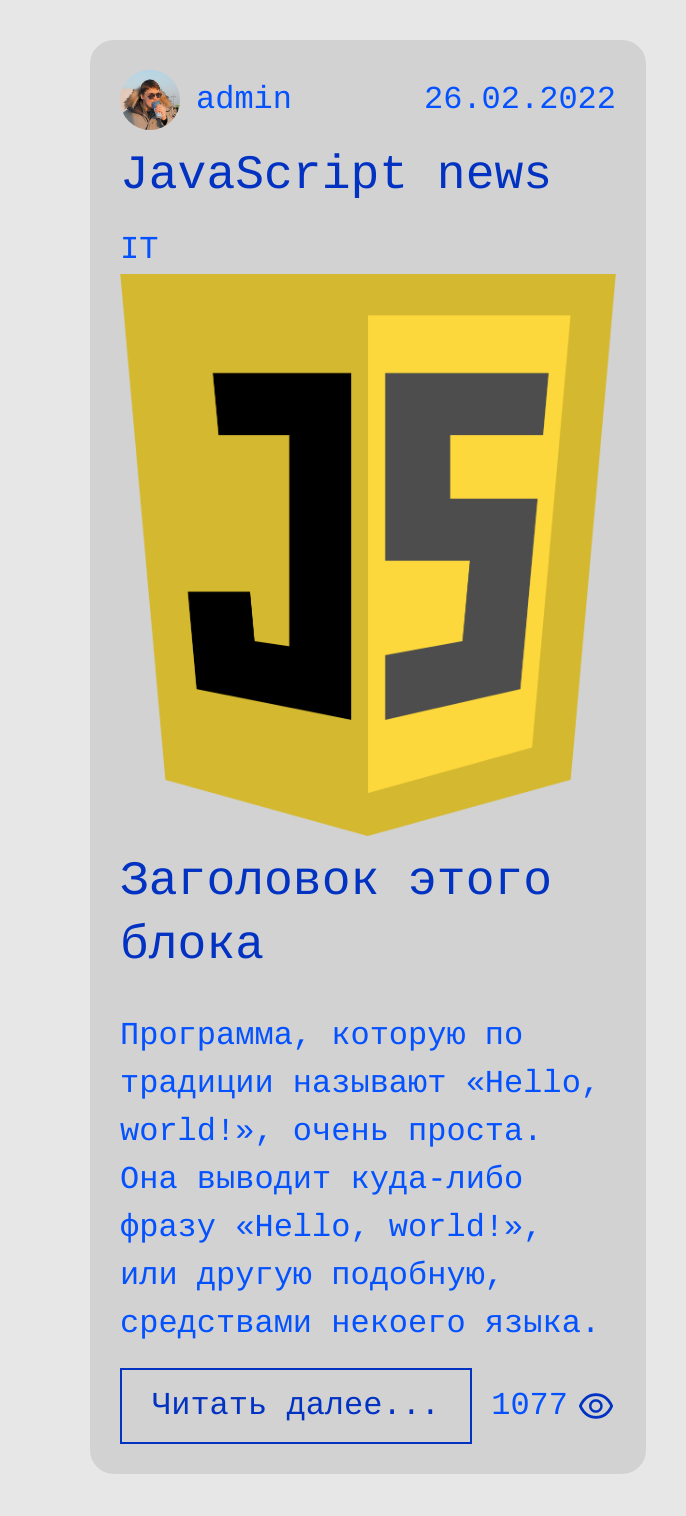 admin 26.02.2022
JavaScript news
IT
JS
Заголовок этого
блока
Программа, которую по
традиции называют «Hello,
world!», очень проста.
Она выводит куда-либо
фразу «Hello, world!»,
или другую подобную,
средствами некоего языка.
Читать далее... 1077